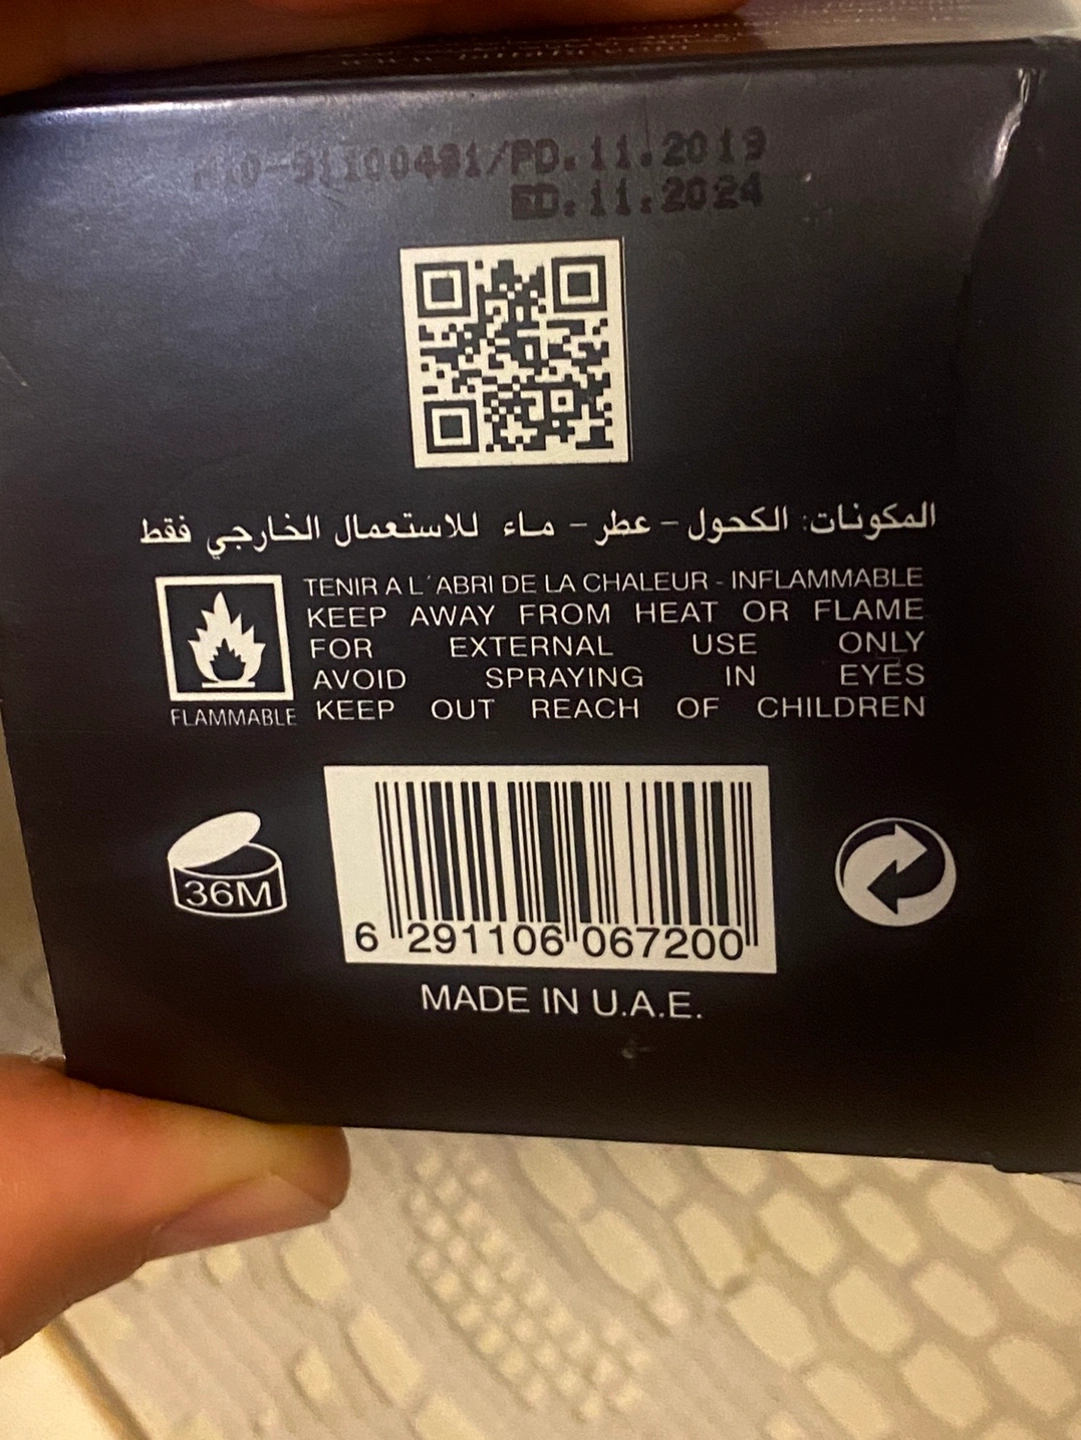 PD.11.2019
ED.11.2024
المكونات: الكحول - عطر - ماء للاستعمال الخارجي فقط
TENIR A L´ABRI DE LA CHALEUR - INFLAMMABLE
KEEP AWAY FROM HEAT OR FLAME
FOR EXTERNAL USE ONLY
AVOID SPRAYING IN EYES
KEEP OUT REACH OF CHILDREN
FLAMMABLE
36M
6 291106 067200
MADE IN U.A.E.